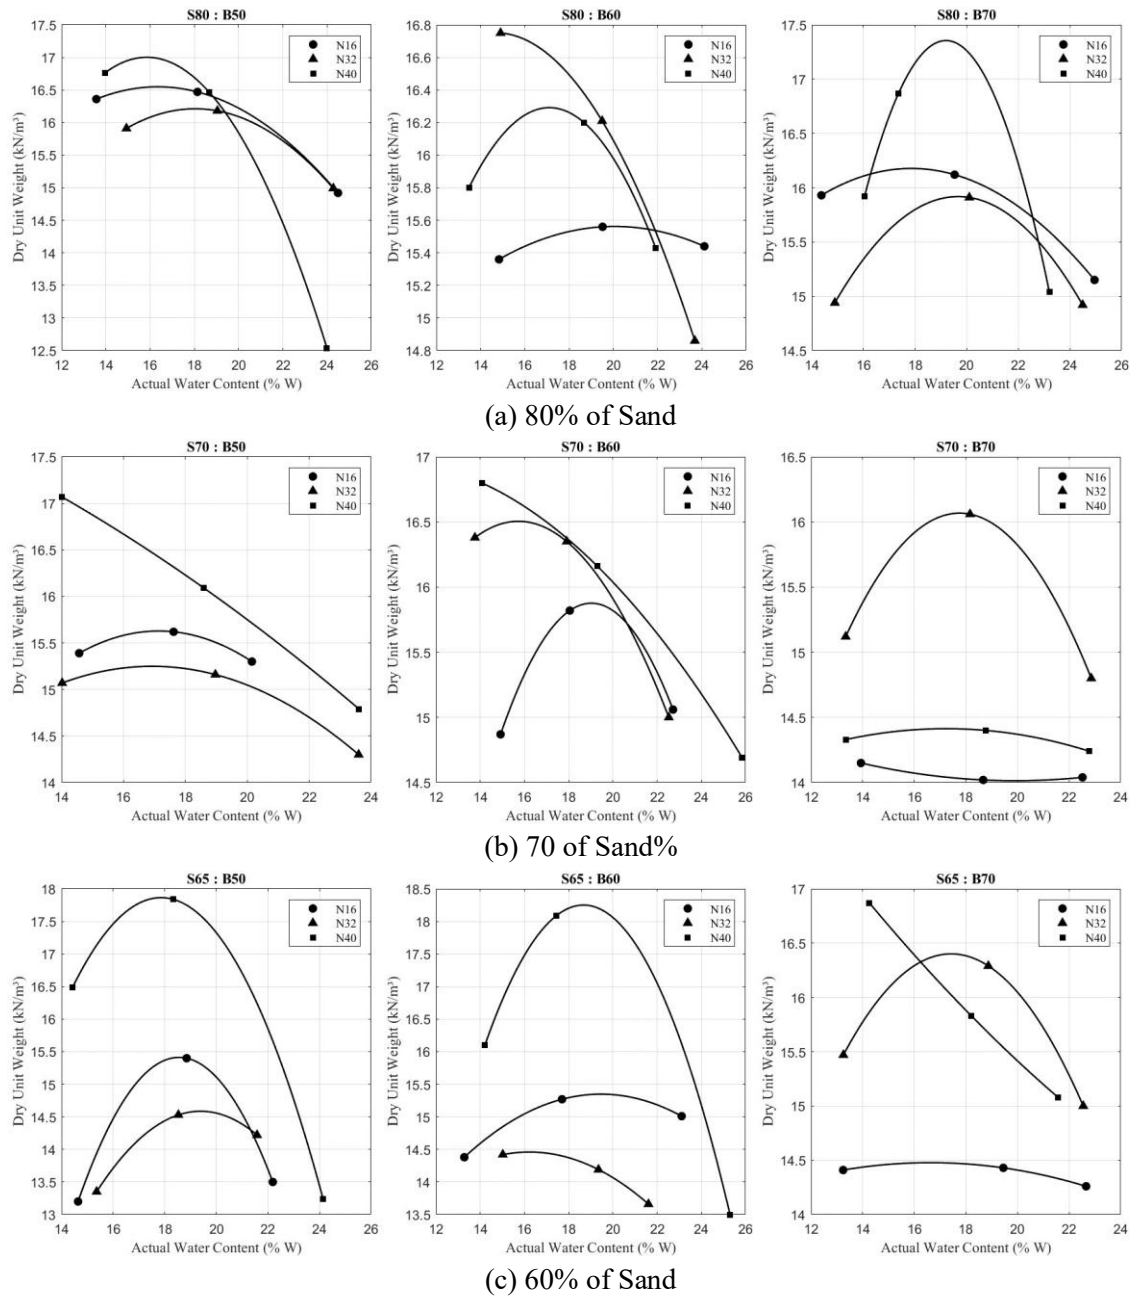 S80 : B50
Dry Unit Weight (kN/m³)
17.5
17
16.5
16
15.5
15
14.5
14
13.5
13
12.5
N16
N32
N40
12 14 16 18 20 22 24 26
Actual Water Content (% W)
S80 : B60
Dry Unit Weight (kN/m³)
16.8
16.4
16
15.6
15.2
14.8
16.2
15.8
15.4
15
N16
N32
N40
12 14 16 18 20 22 24 26
Actual Water Content (% W)
S80 : B70
Dry Unit Weight (kN/m³)
17.5
17
16.5
16
15.5
15
14.5
N16
N32
N40
14 16 18 20 22 24 26
Actual Water Content (% W)
(a) 80% of Sand
S70 : B50
Dry Unit Weight (kN/m³)
17.5
17
16.5
16
15.5
15
14.5
14
N16
N32
N40
14 16 18 20 22 24
Actual Water Content (% W)
S70 : B60
Dry Unit Weight (kN/m³)
17
16.5
16
15.5
15
14.5
N16
N32
N40
12 14 16 18 20 22 24 26
Actual Water Content (% W)
S70 : B70
Dry Unit Weight (kN/m³)
16.5
16
15.5
15
14.5
14
N16
N32
N40
12 14 16 18 20 22 24
Actual Water Content (% W)
(b) 70 of Sand%
S65 : B50
Dry Unit Weight (kN/m³)
18
17.5
17
16.5
16
15.5
15
14.5
14
13.5
13
N16
N32
N40
14 16 18 20 22 24 26
Actual Water Content (% W)
S65 : B60
Dry Unit Weight (kN/m³)
18.5
18
17.5
17
16.5
16
15.5
15
14.5
14
13.5
N16
N32
N40
12 14 16 18 20 22 24 26
Actual Water Content (% W)
S65 : B70
Dry Unit Weight (kN/m³)
17
16.5
16
15.5
15
14.5
14
N16
N32
N40
12 14 16 18 20 22 24
Actual Water Content (% W)
(c) 60% of Sand